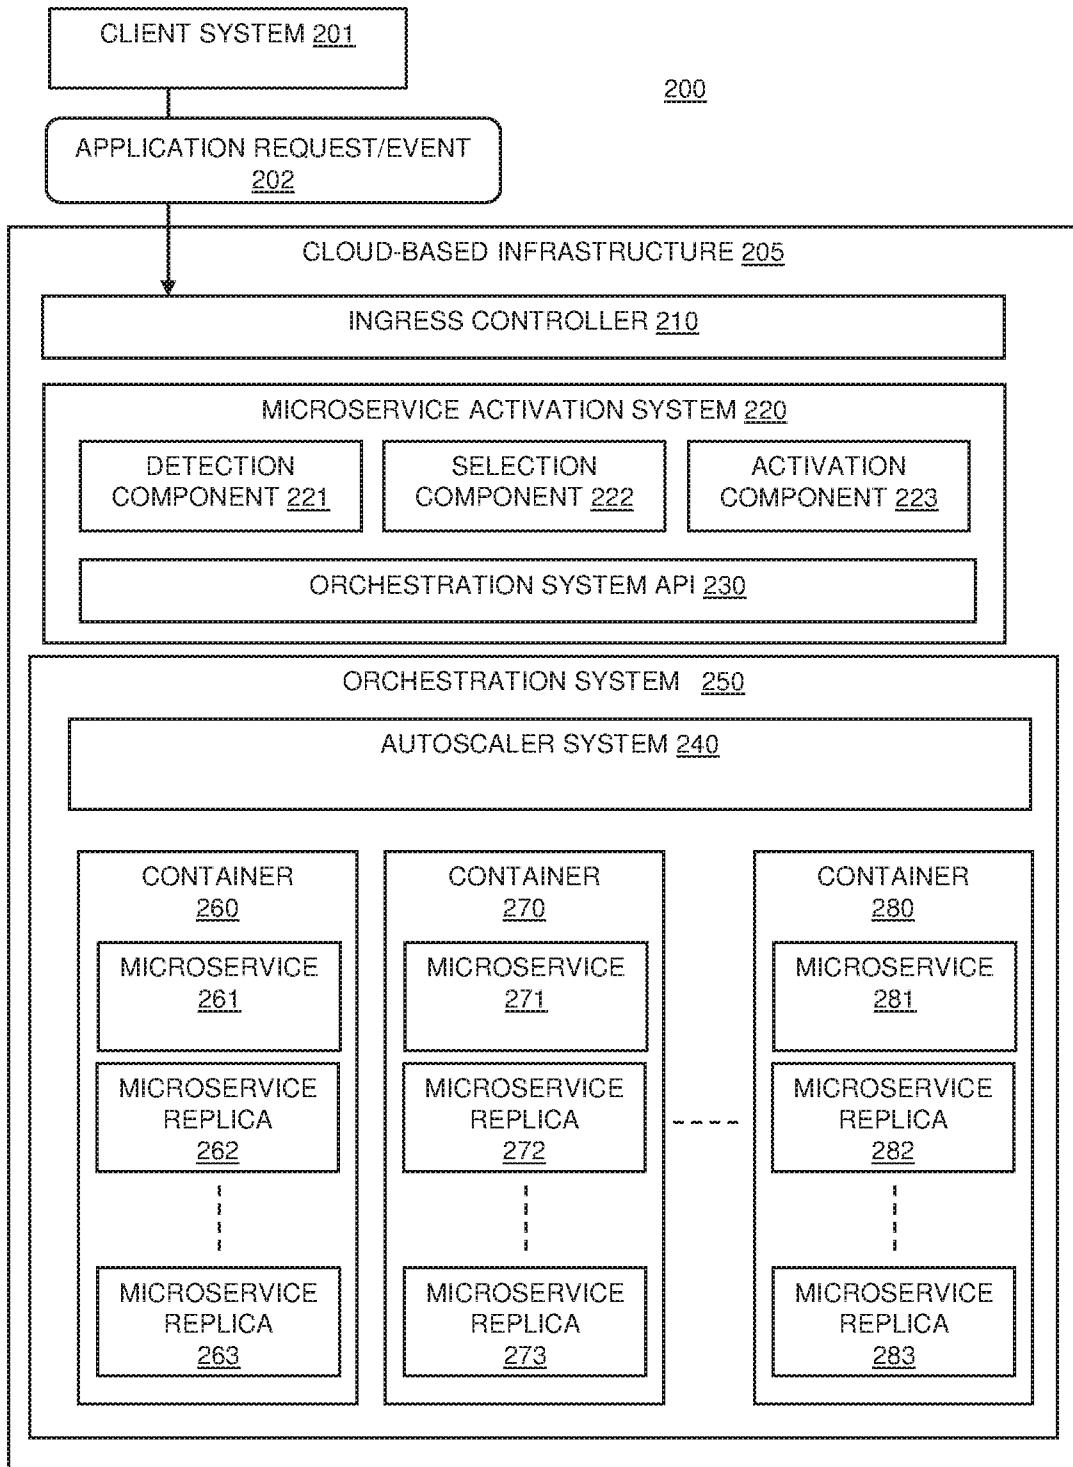 CLIENT SYSTEM 201
200
APPLICATION REQUEST/EVENT
202
CLOUD-BASED INFRASTRUCTURE 205
INGRESS CONTROLLER 210
MICROSERVICE ACTIVATION SYSTEM 220
DETECTION
COMPONENT 221
SELECTION
COMPONENT 222
ACTIVATION
COMPONENT 223
ORCHESTRATION SYSTEM API 230
ORCHESTRATION SYSTEM 250
AUTOSCALER SYSTEM 240
CONTAINER
260
MICROSERVICE
261
MICROSERVICE
REPLICA
262
MICROSERVICE
REPLICA
263
CONTAINER
270
MICROSERVICE
271
MICROSERVICE
REPLICA
272
MICROSERVICE
REPLICA
273
CONTAINER
280
MICROSERVICE
281
MICROSERVICE
REPLICA
282
MICROSERVICE
REPLICA
283